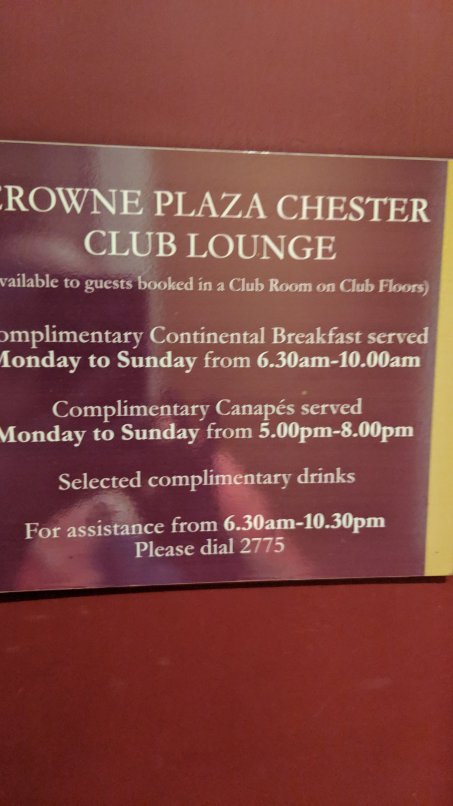 CROWNE PLAZA CHESTER
CLUB LOUNGE
vailable to guests booked in a Club Room on Club Floors)
omplimentary Continental Breakfast served
Monday to Sunday from 6.30am-10.00am
Complimentary Canapés served
Monday to Sunday from 5.00pm-8.00pm
Selected complimentary drinks
For assistance from 6.30am-10.30pm
Please dial 2775